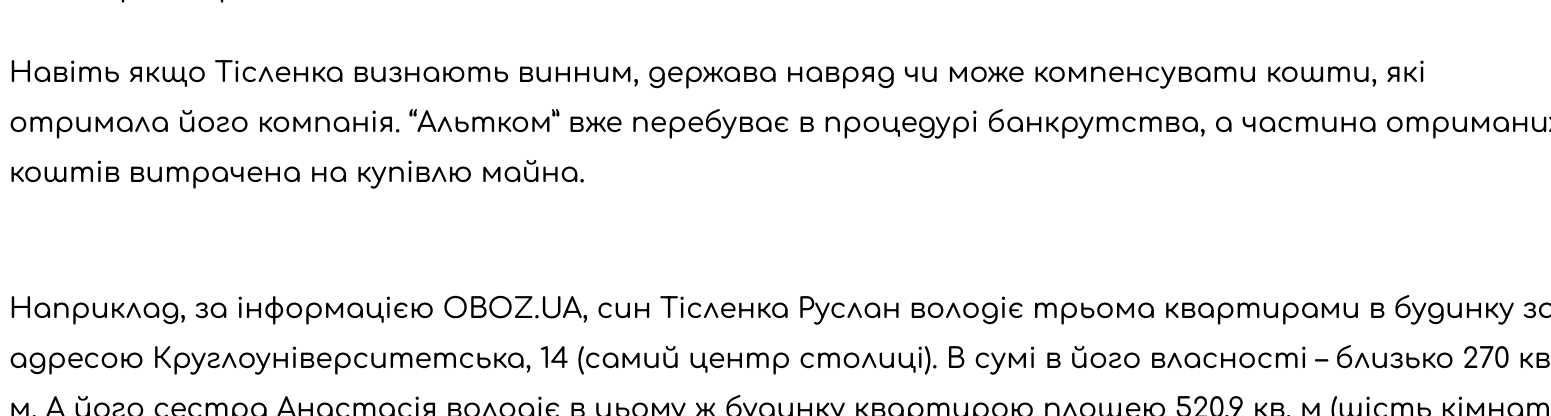 Навіть якщо Тісленка визнають винним, держава навряд чи може компенсувати кошти, які
отримала його компанія. “Альтком” вже перебуває в процедурі банкрутства, а частина отриманих
коштів витрачена на купівлю майна.
Наприклад, за інформацією OBOZ.UA, син Тісленка Руслан володіє трьома квартирами в будинку за
адресою Круглоуніверситетська, 14 (самий центр столиці). В сумі в його власності – близько 270 кв
м. А його сестра Анастасія володіє в цьому ж будинку квартирою площею 520,9 кв. м (шість кімнат